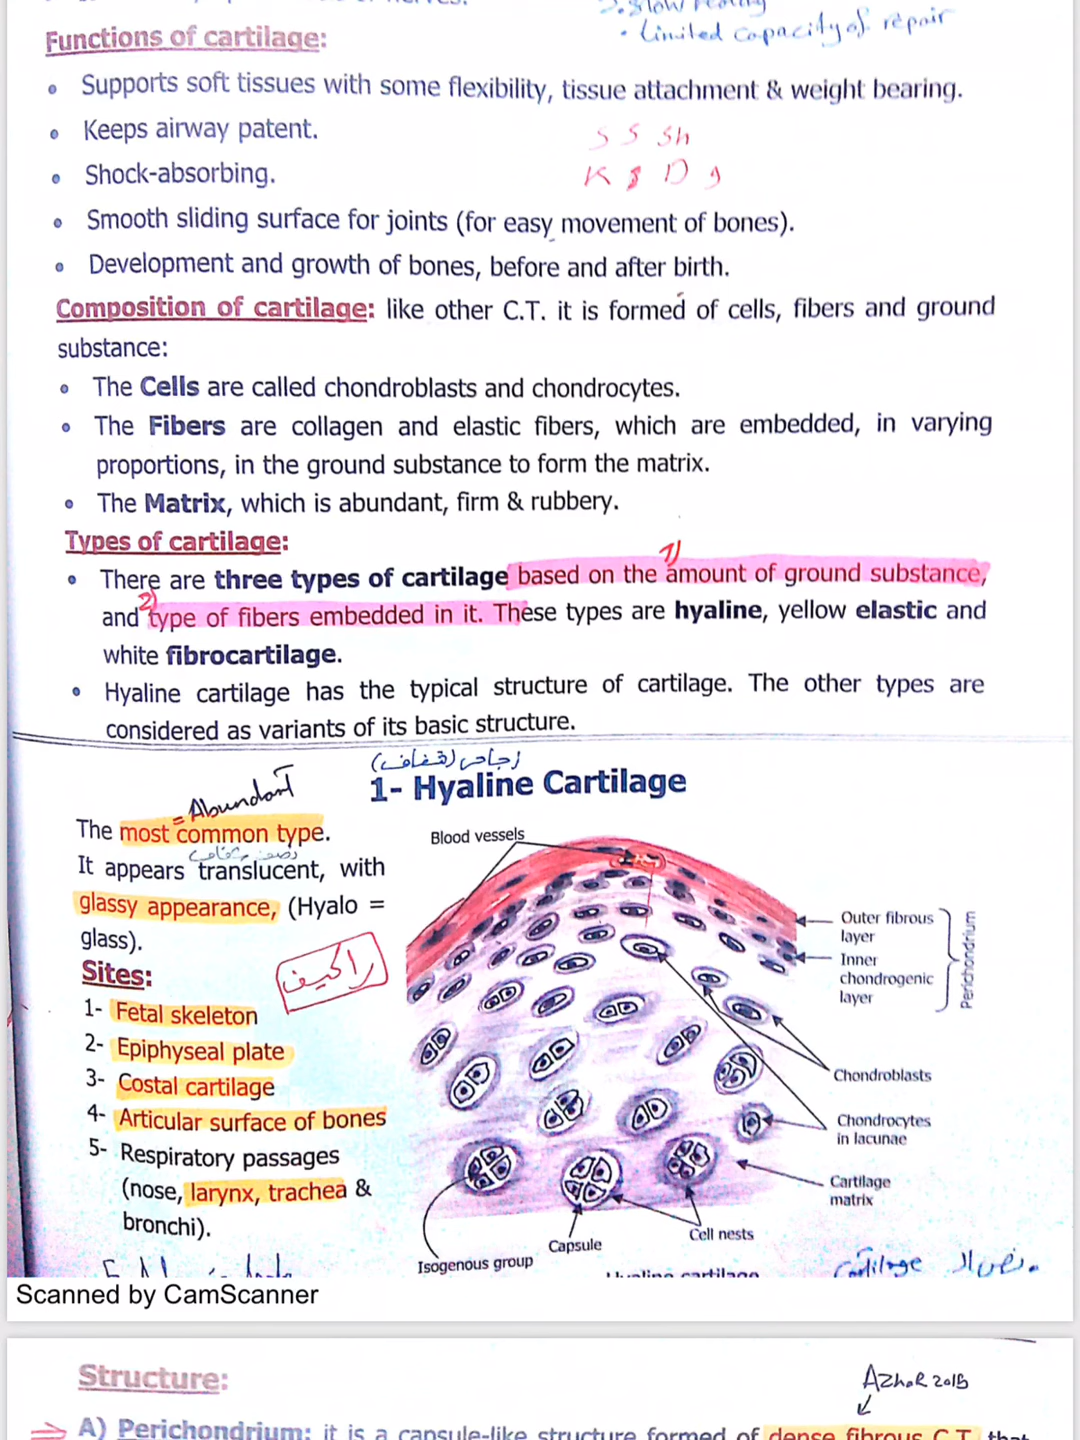 Limited capacity of repair
Functions of cartilage:
• Supports soft tissues with some flexibility, tissue attachment & weight bearing.
• Keeps airway patent.
S S Sh
• Shock-absorbing.
• Smooth sliding surface for joints (for easy movement of bones).
• Development and growth of bones, before and after birth.
Composition of cartilage: like other C.T. it is formed of cells, fibers and ground
substance:
• The Cells are called chondroblasts and chondrocytes.
• The Fibers are collagen and elastic fibers, which are embedded, in varying
proportions, in the ground substance to form the matrix.
• The Matrix, which is abundant, firm & rubbery.
Types of cartilage:
1)
• There are three types of cartilage based on the amount of ground substance,
2)
and type of fibers embedded in it. These types are hyaline, yellow elastic and
white fibrocartilage.
• Hyaline cartilage has the typical structure of cartilage. The other types are
considered as variants of its basic structure.
زجاجي (شفاف)
1- Hyaline Cartilage
= Abundant
The most common type.
It appears translucent, with
glassy appearance, (Hyalo =
glass).
Sites:
1- Fetal skeleton
2- Epiphyseal plate
3- Costal cartilage
4- Articular surface of bones
5- Respiratory passages
(nose, larynx, trachea &
bronchi).
Blood vessels
Outer fibrous
layer
Inner
chondrogenic
layer
Perichondrium
Chondroblasts
Chondrocytes
in lacunae
Cartilage
matrix
Cell nests
Capsule
Isogenous group
Hyaline cartilage
Cartilage
Scanned by CamScanner
Structure:
Azhar 2015
A) Perichondrium: it is a capsule-like structure formed of dense fibrous C.T. that